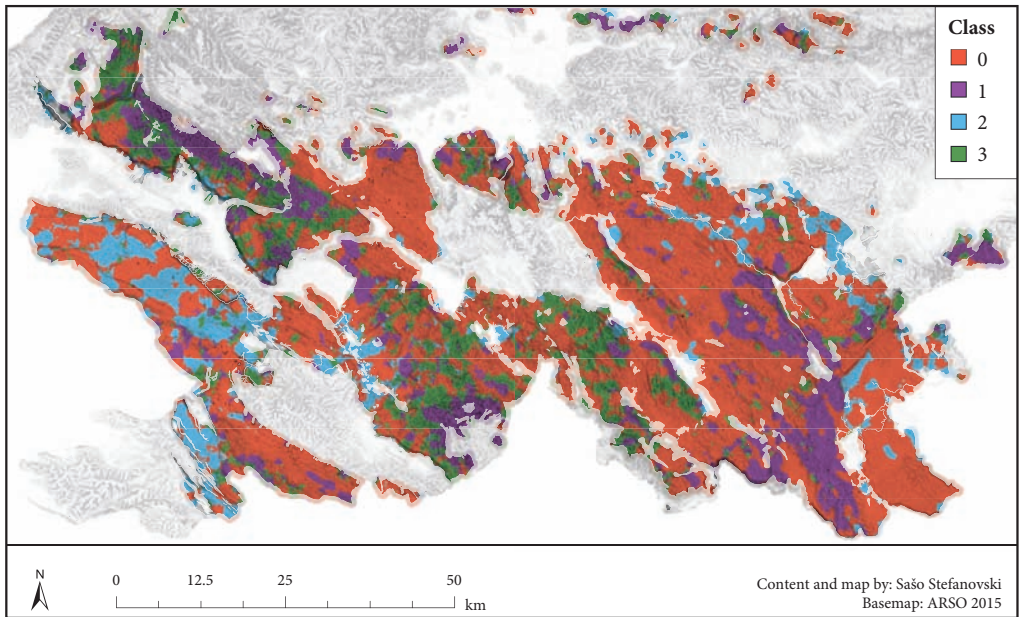 Class
0
1
2
3
N
0 12.5 25 50
km
Content and map by: Sašo Stefanovski
Basemap: ARSO 2015